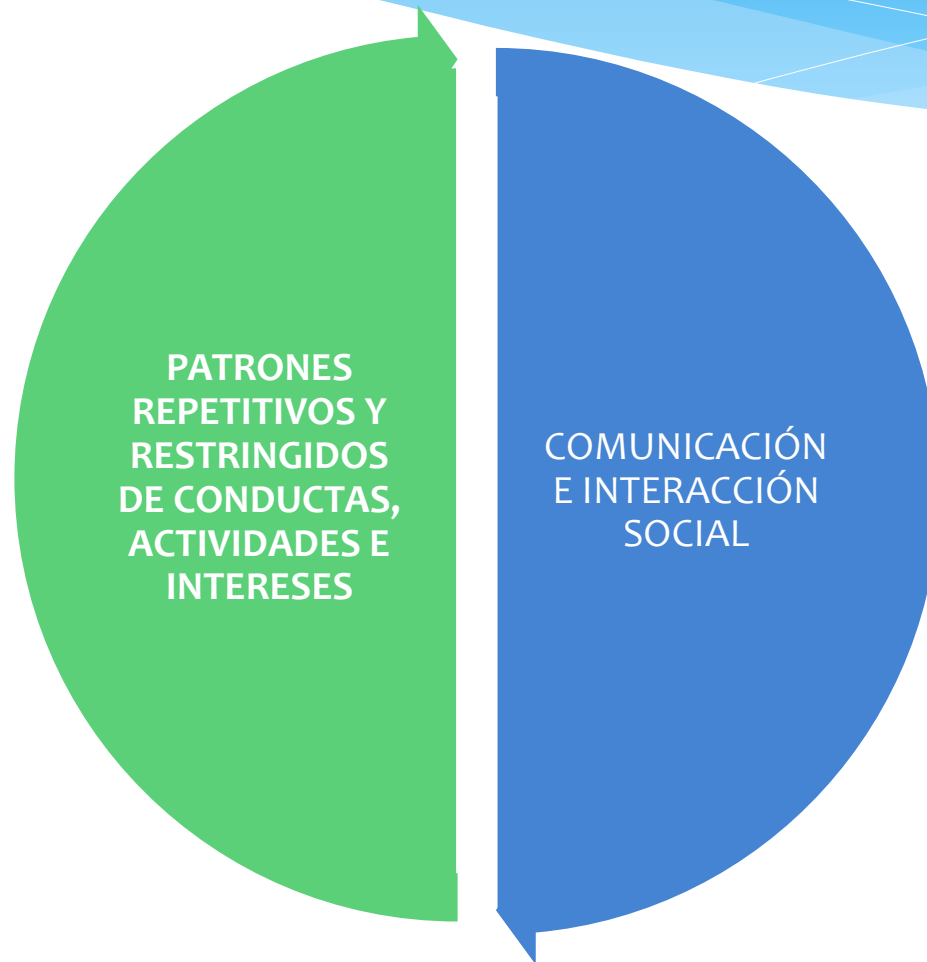 PATRONES
REPETITIVOS Y
RESTRINGIDOS
DE CONDUCTAS,
ACTIVIDADES E
INTERESES
COMUNICACIÓN
E INTERACCIÓN
SOCIAL